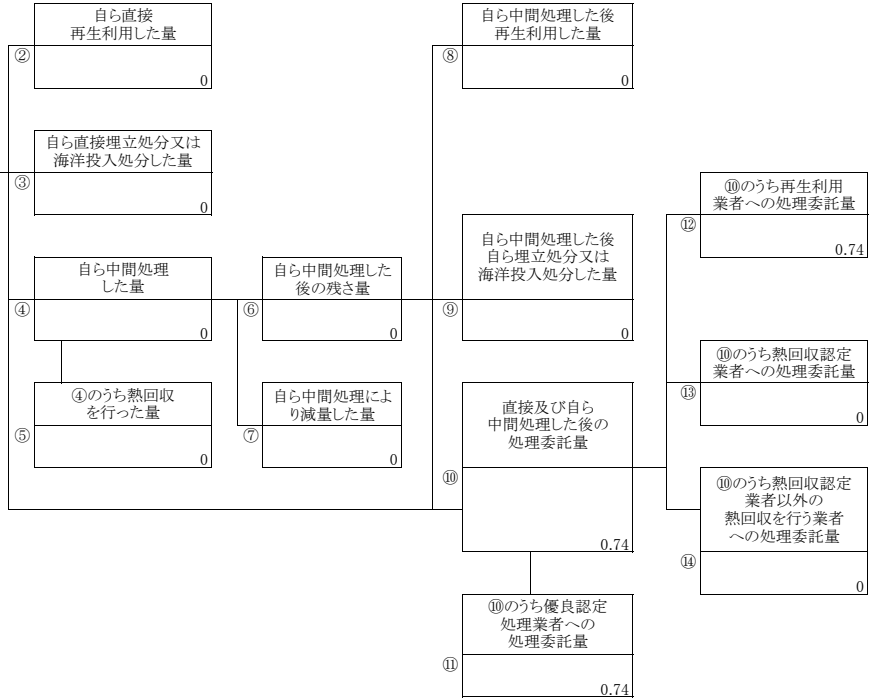 自ら直接
再生利用した量
②
0
自ら直接埋立処分又は
海洋投入処分した量
③
0
自ら中間処理
した量
④
0
④のうち熱回収
を行った量
⑤
0
自ら中間処理した
後の残さ量
⑥
0
自ら中間処理によ
り減量した量
⑦
0
自ら中間処理した後
再生利用した量
⑧
0
自ら中間処理した後
自ら埋立処分又は
海洋投入処分した量
⑨
0
直接及び自ら
中間処理した後の
処理委託量
⑩
0.74
⑩のうち優良認定
処理業者への
処理委託量
⑪
0.74
⑩のうち再生利用
業者への処理委託量
⑫
0.74
⑩のうち熱回収認定
業者への処理委託量
⑬
0
⑩のうち熱回収認定
業者以外の
熱回収を行う業者
への処理委託量
⑭
0